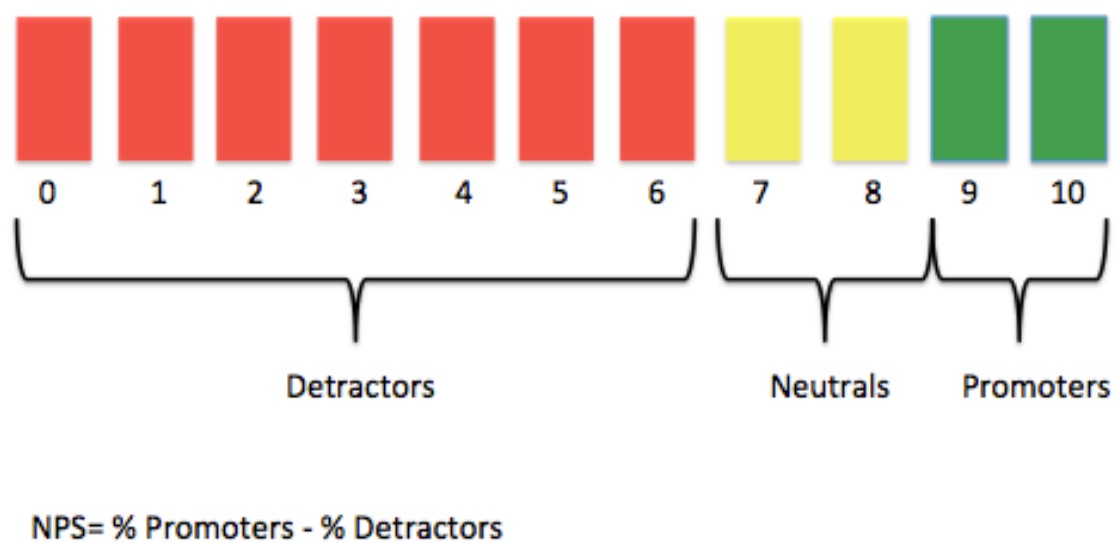 0 1 2 3 4 5 6 7 8 9 10
Detractors Neutrals Promoters
NPS= % Promoters - % Detractors